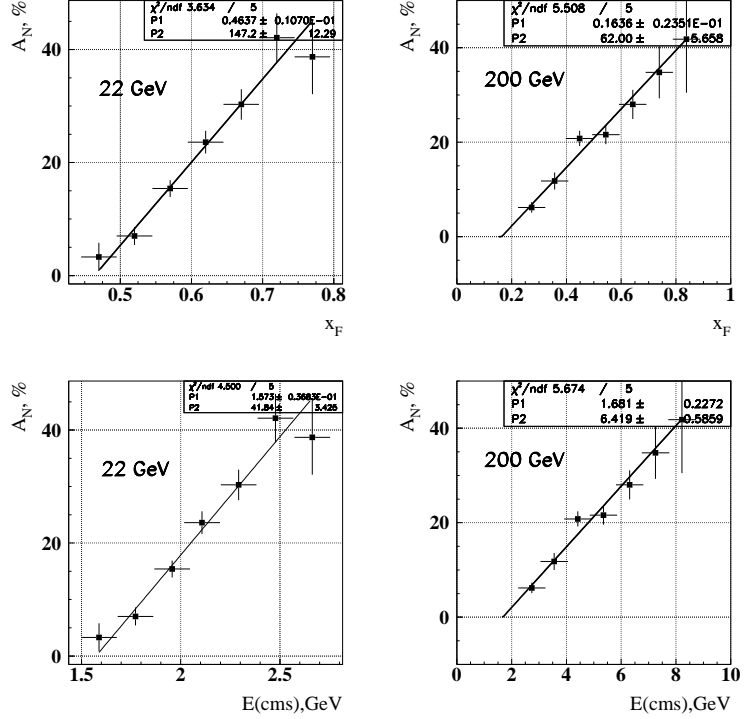 A_N, %
χ²/ndf 3.634 / 5
P1 0.4637 ± 0.1070E-01
P2 147.2 ± 12.29
22 GeV
40
20
0
0.5 0.6 0.7 0.8
x_F
A_N, %
χ²/ndf 5.508 / 5
P1 0.1636 ± 0.2351E-01
P2 62.00 ± 5.658
200 GeV
40
20
0
0 0.2 0.4 0.6 0.8 1
x_F
A_N, %
χ²/ndf 4.500 / 5
P1 1.573 ± 0.3683E-01
P2 41.84 ± 3.425
22 GeV
40
20
0
1.5 2 2.5
E(cms),GeV
A_N, %
χ²/ndf 5.674 / 5
P1 1.681 ± 0.2272
P2 6.419 ± 0.5859
200 GeV
40
20
0
0 2 4 6 8 10
E(cms),GeV